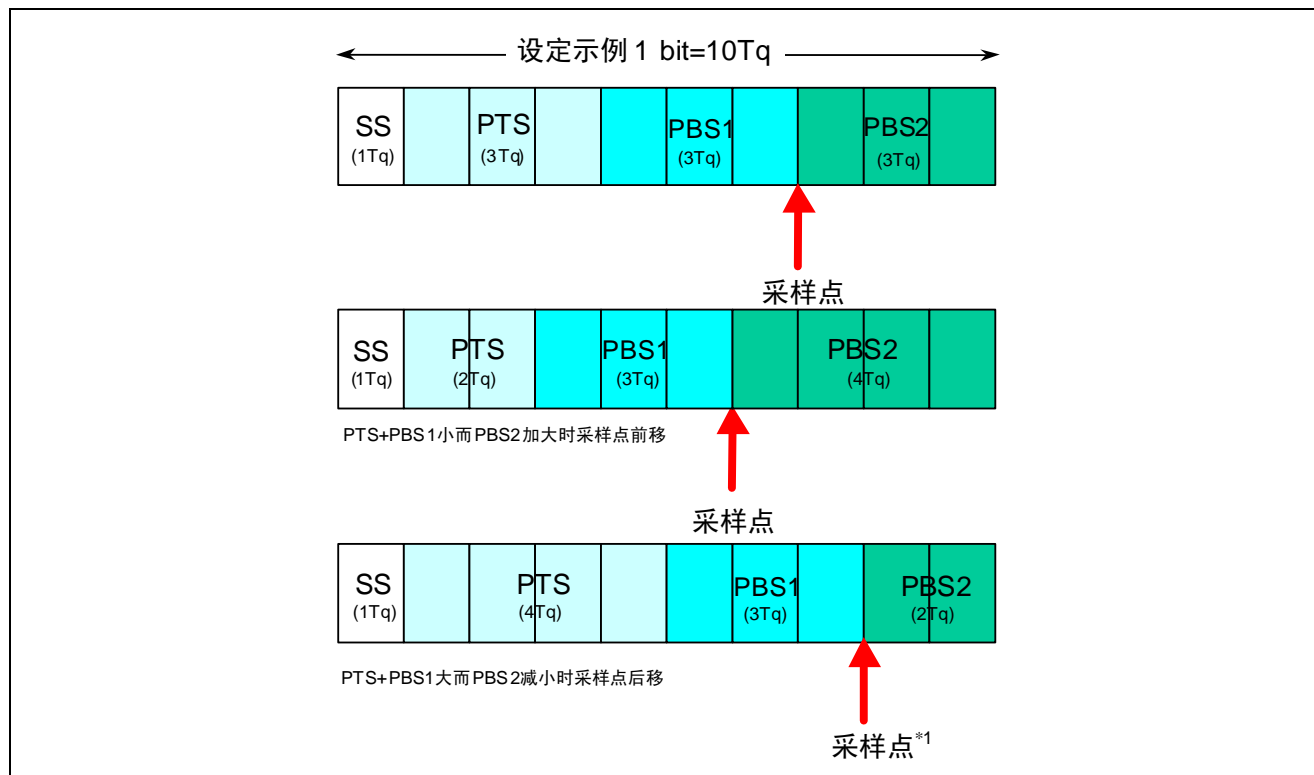 设定示例 1 bit=10Tq
SS PTS PBS1 PBS2
(1Tq) (3Tq) (3Tq) (3Tq)
采样点
SS PTS PBS1 PBS2
(1Tq) (2Tq) (3Tq) (4Tq)
PTS+PBS1小而PBS2加大时采样点前移
采样点
SS PTS PBS1 PBS2
(1Tq) (4Tq) (3Tq) (2Tq)
PTS+PBS1大而PBS2减小时采样点后移
采样点*1